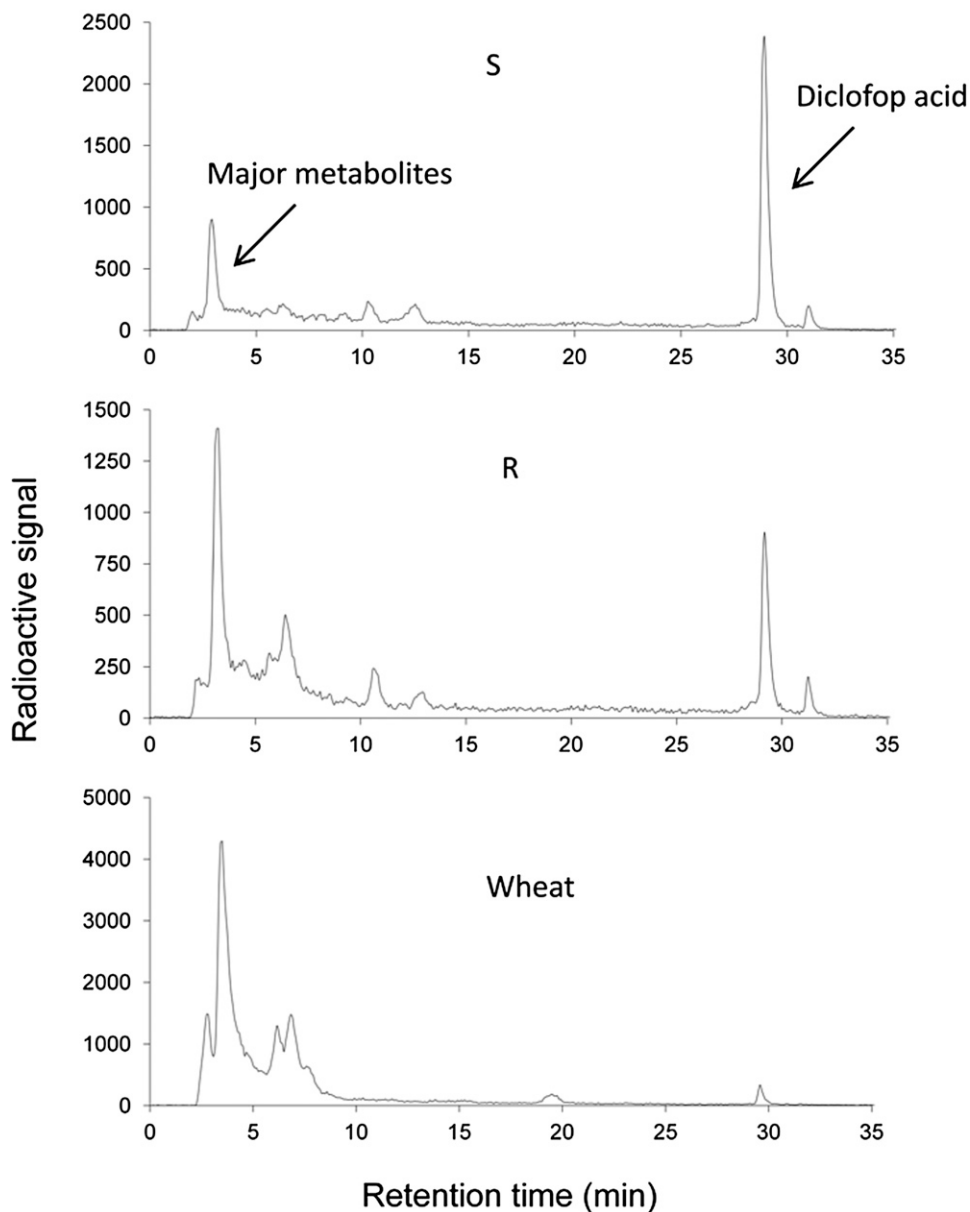 2500
2000
1500
1000
500
0
S
Diclofop acid
Major metabolites
0 5 10 15 20 25 30 35
1500
1250
1000
750
500
250
0
R
0 5 10 15 20 25 30 35
Radioactive signal
5000
4000
3000
2000
1000
0
Wheat
0 5 10 15 20 25 30 35
Retention time (min)